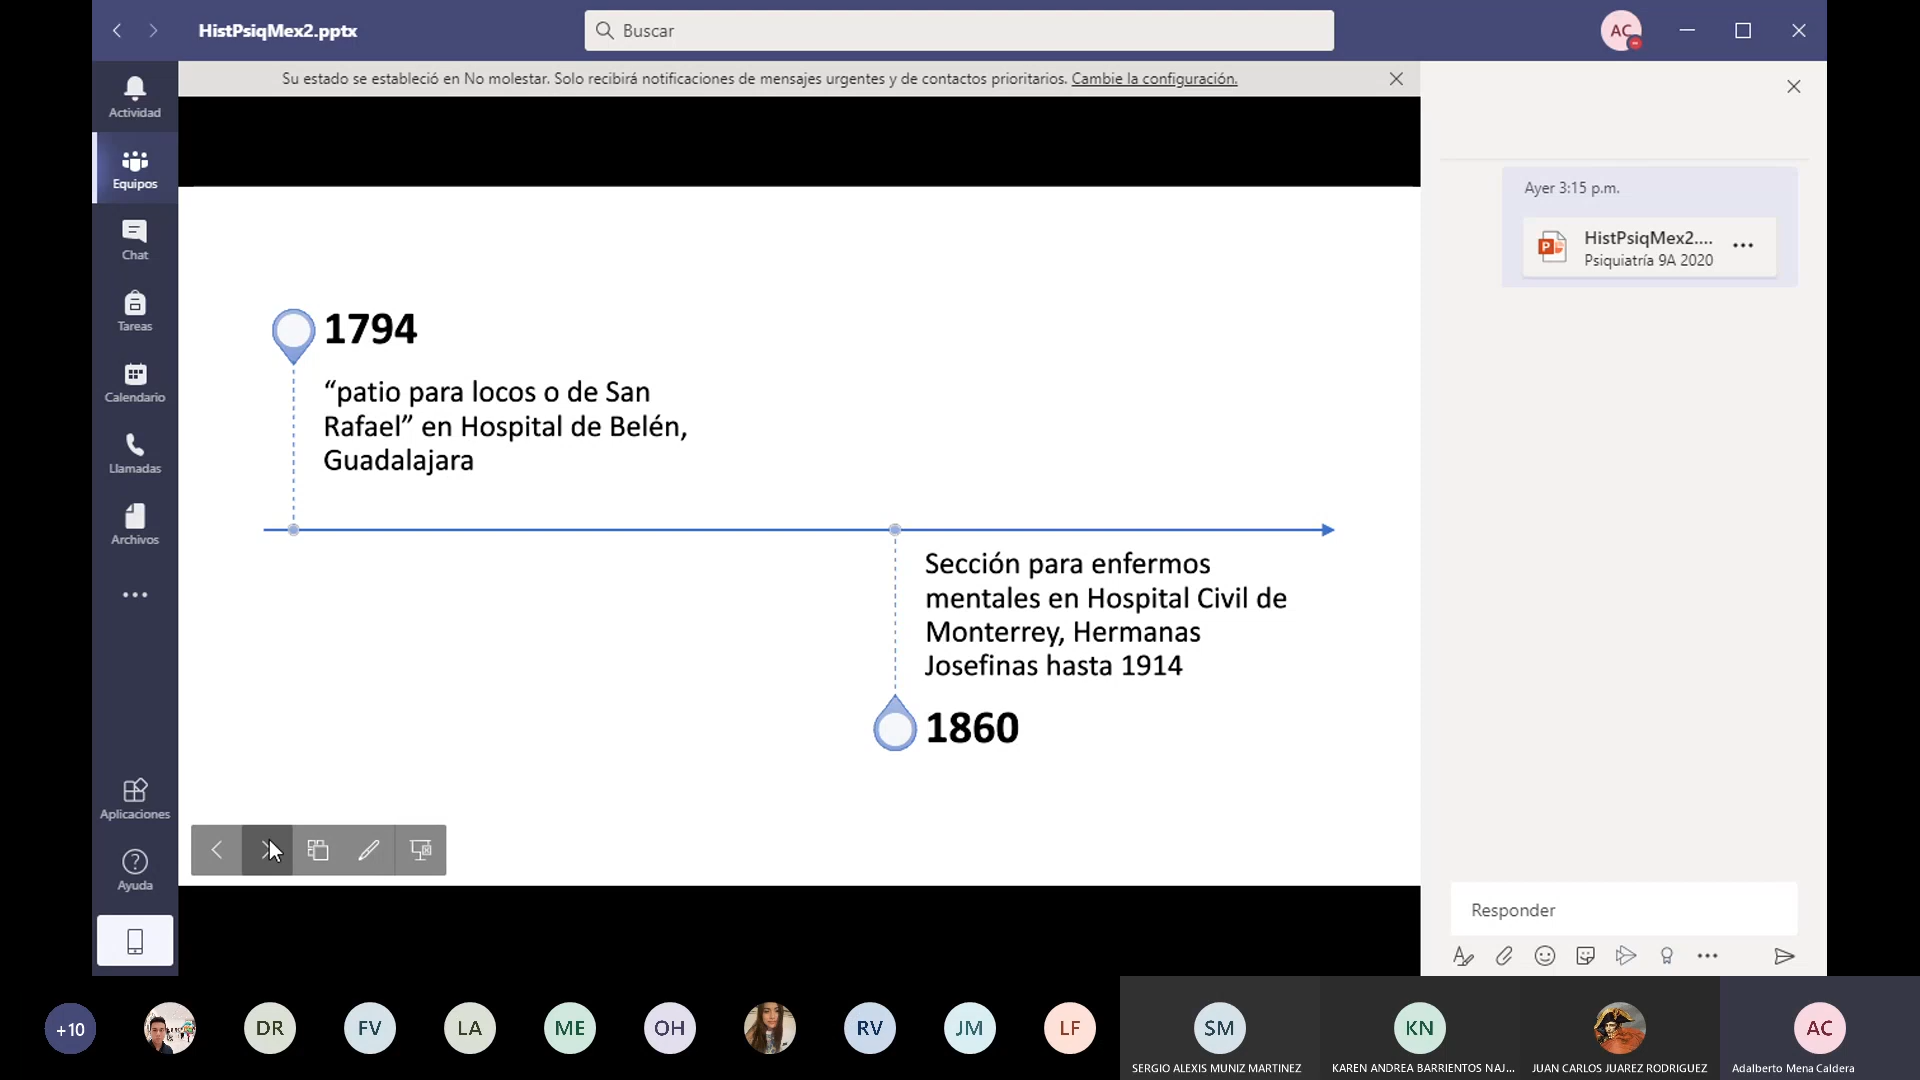 HistPsiqMex2.pptx
Buscar
AC
Su estado se estableció en No molestar. Solo recibirá notificaciones de mensajes urgentes y de contactos prioritarios. Cambie la configuración.
Actividad
Equipos
Chat
Tareas
Calendario
Llamadas
Archivos
Aplicaciones
Ayuda
1794
“patio para locos o de San
Rafael” en Hospital de Belén,
Guadalajara
Sección para enfermos
mentales en Hospital Civil de
Monterrey, Hermanas
Josefinas hasta 1914
1860
Ayer 3:15 p.m.
HistPsiqMex2....
Psiquiatría 9A 2020
Responder
+10
DR
FV
LA
ME
OH
RV
JM
LF
SM
SERGIO ALEXIS MUNIZ MARTINEZ
KN
KAREN ANDREA BARRIENTOS NAJ...
JUAN CARLOS JUAREZ RODRIGUEZ
AC
Adalberto Mena Caldera